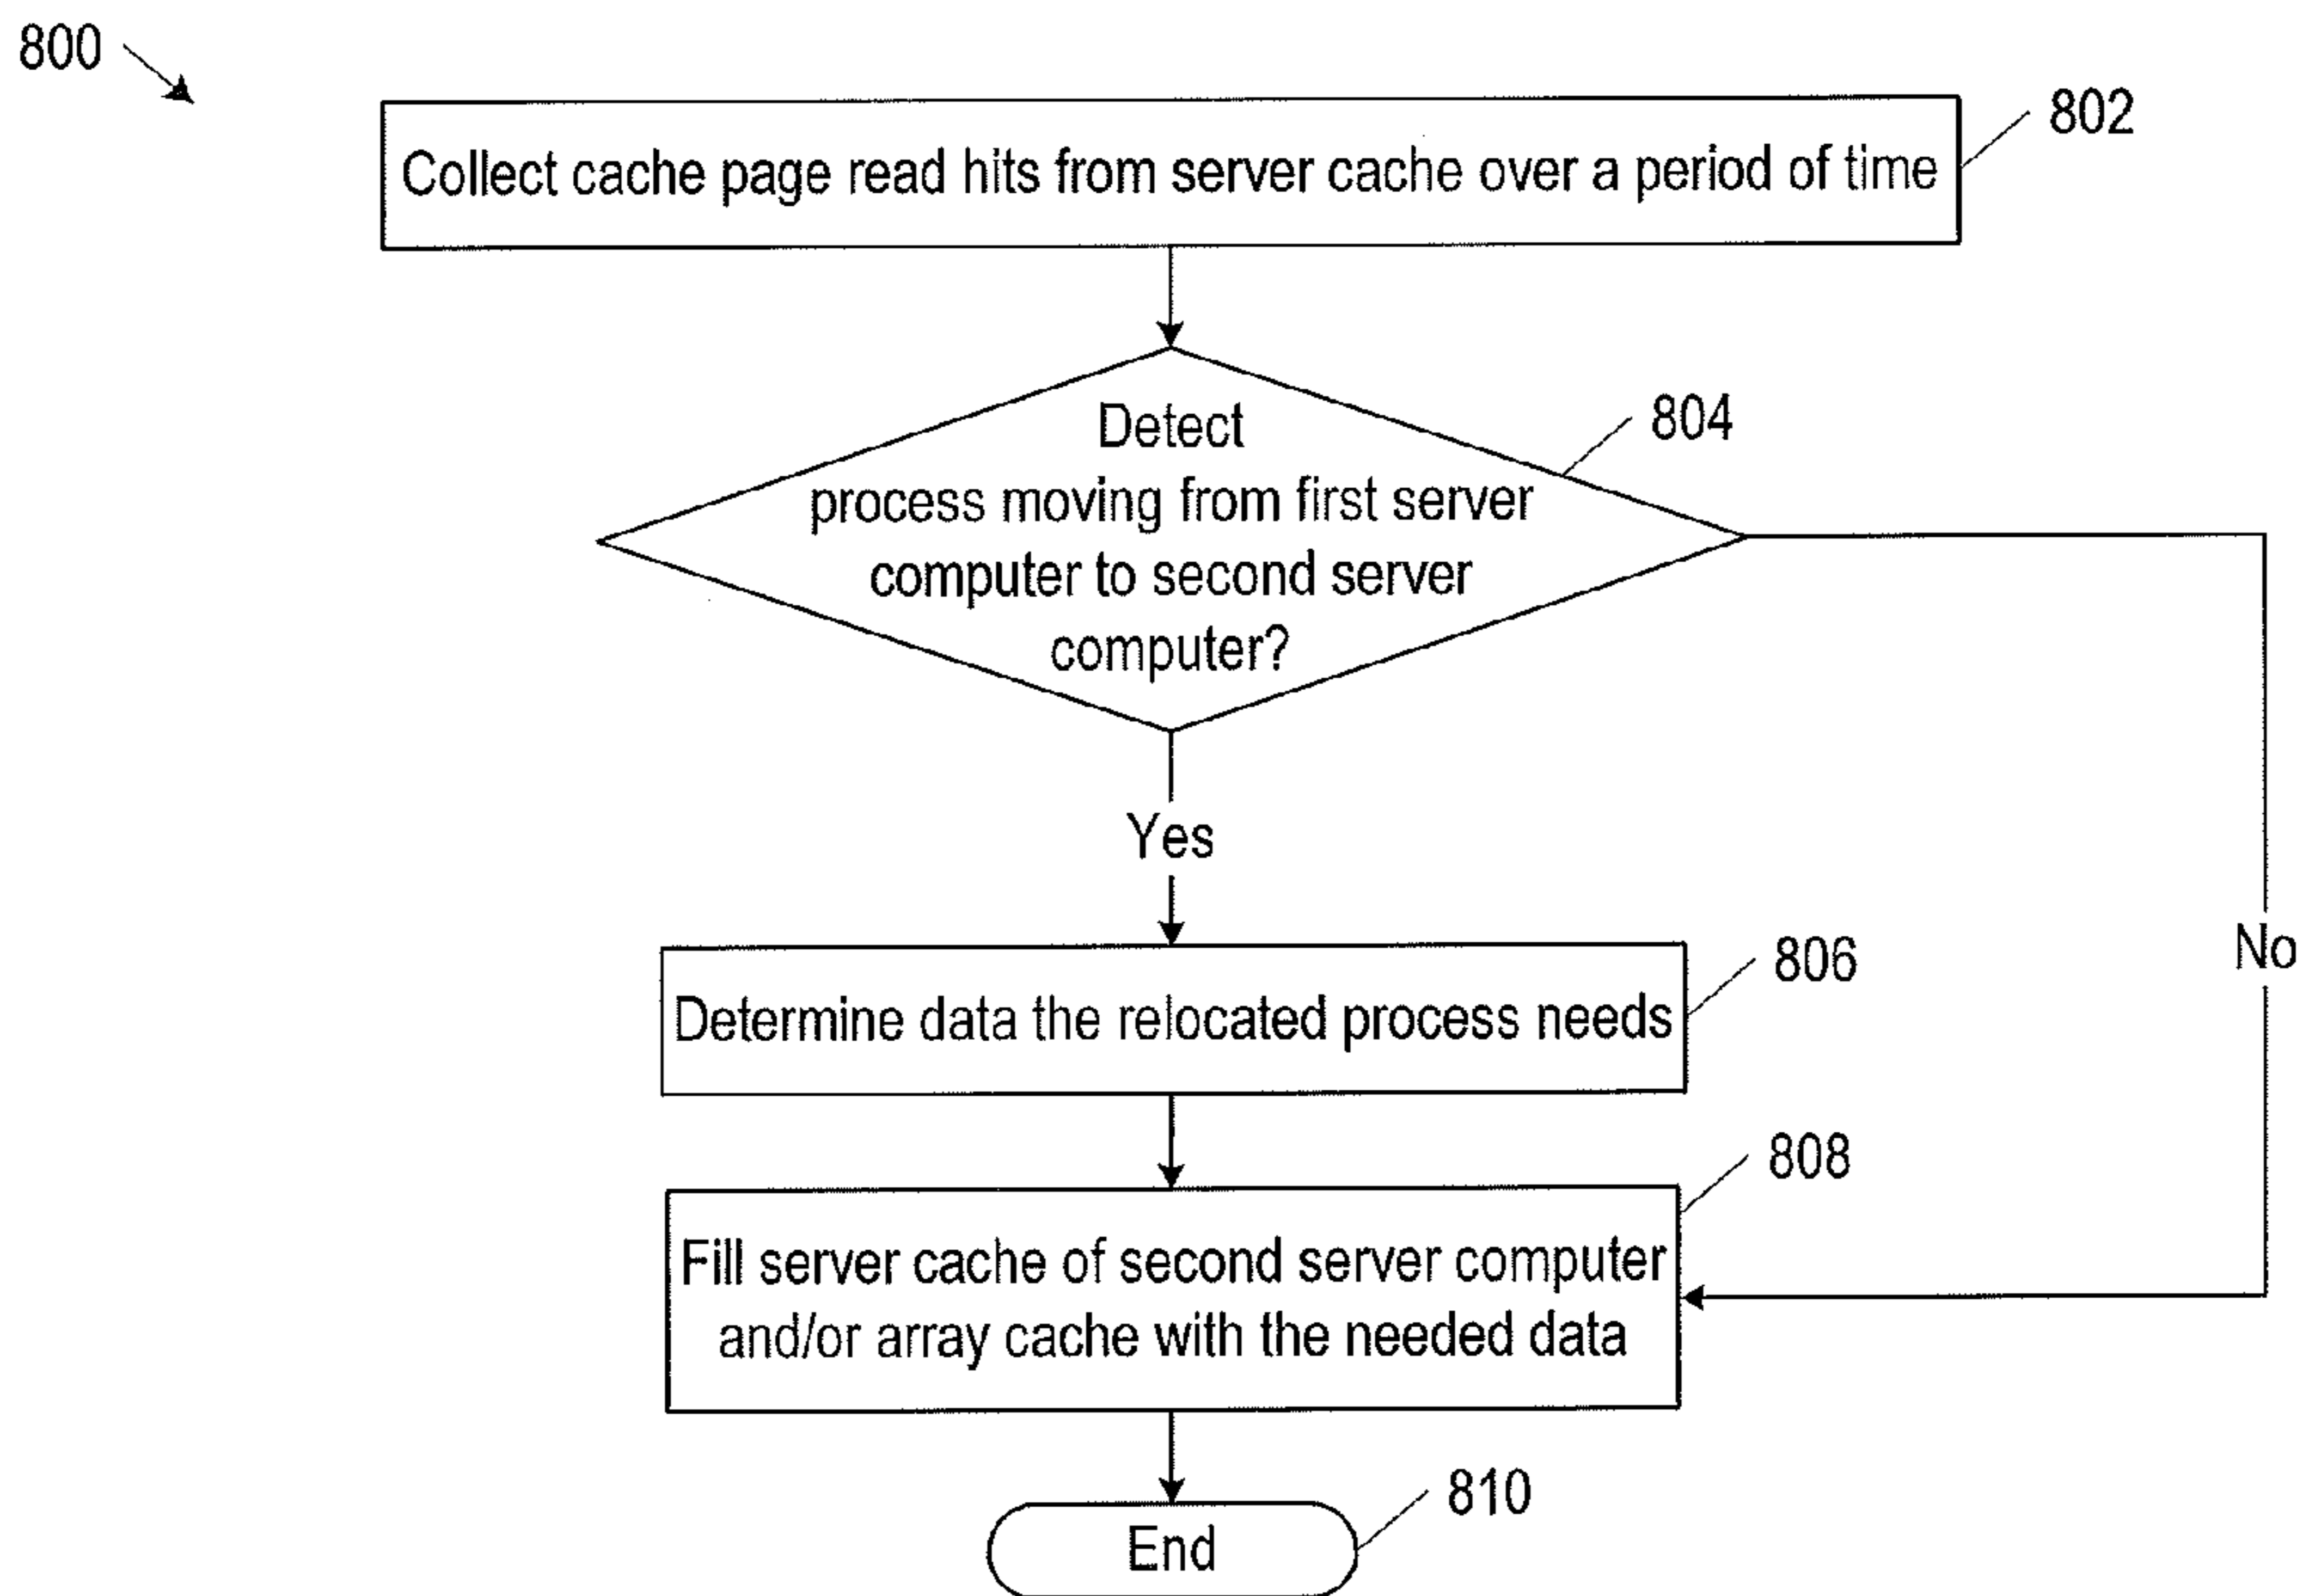 800
802
Collect cache page read hits from server cache over a period of time
804
Detect
process moving from first server
computer to second server
computer?
Yes
No
806
Determine data the relocated process needs
808
Fill server cache of second server computer
and/or array cache with the needed data
810
End